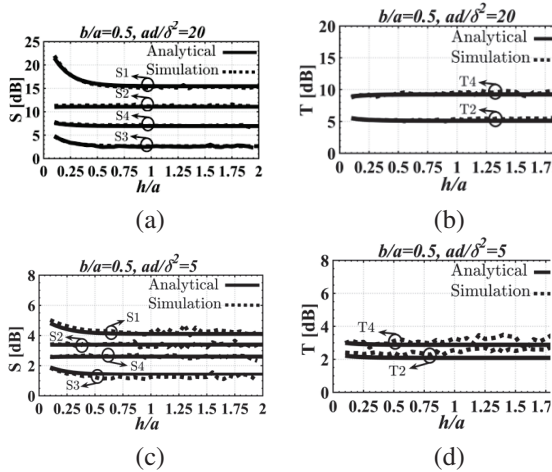 b/a=0.5, ad/δ²=20
25
20
15
10
5
0
S [dB]
Analytical
Simulation
S1
S2
S4
S3
0 0.25 0.5 0.75 1 1.25 1.5 1.75 2
h/a
(a)
b/a=0.5, ad/δ²=20
20
15
10
5
0
T [dB]
Analytical
Simulation
T4
T2
0 0.25 0.5 0.75 1 1.25 1.5 1.75
h/a
(b)
b/a=0.5, ad/δ²=5
8
6
4
2
0
S [dB]
Analytical
Simulation
S1
S2
S4
S3
0 0.25 0.5 0.75 1 1.25 1.5 1.75 2
h/a
(c)
b/a=0.5, ad/δ²=5
8
6
4
2
0
T [dB]
Analytical
Simulation
T4
T2
0 0.25 0.5 0.75 1 1.25 1.5 1.75
h/a
(d)